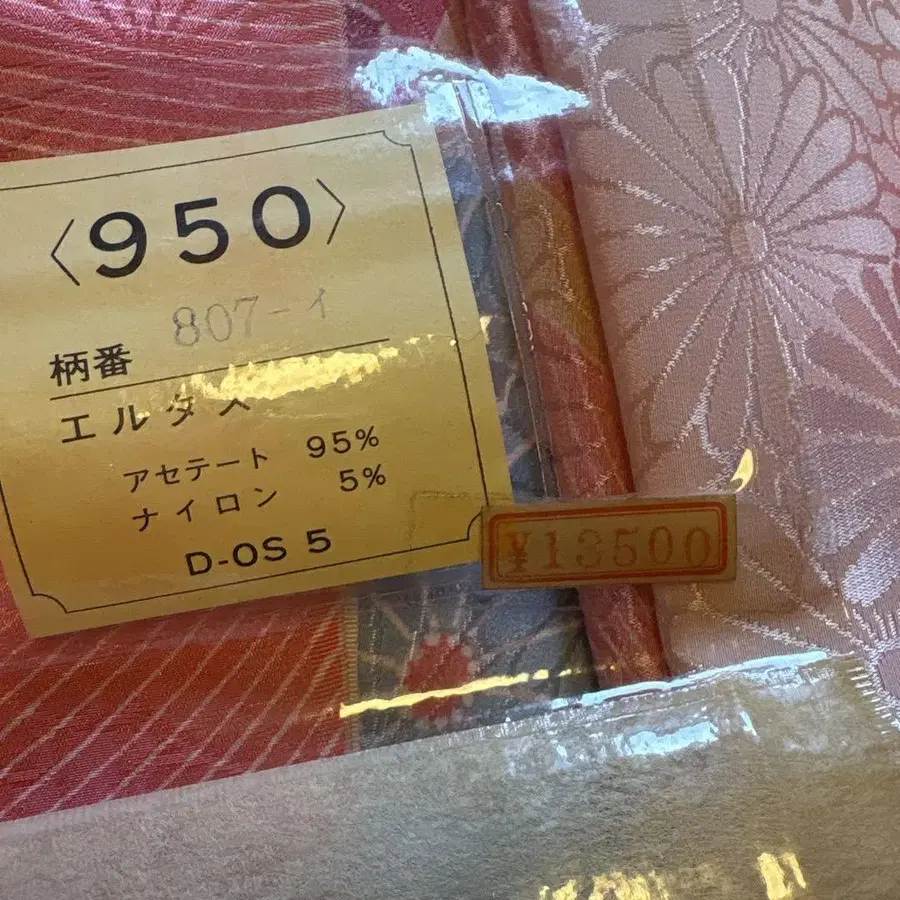 〈950〉
807-イ
柄番
エルタス
アセテート 95%
ナイロン 5%
D-OS 5
¥13500